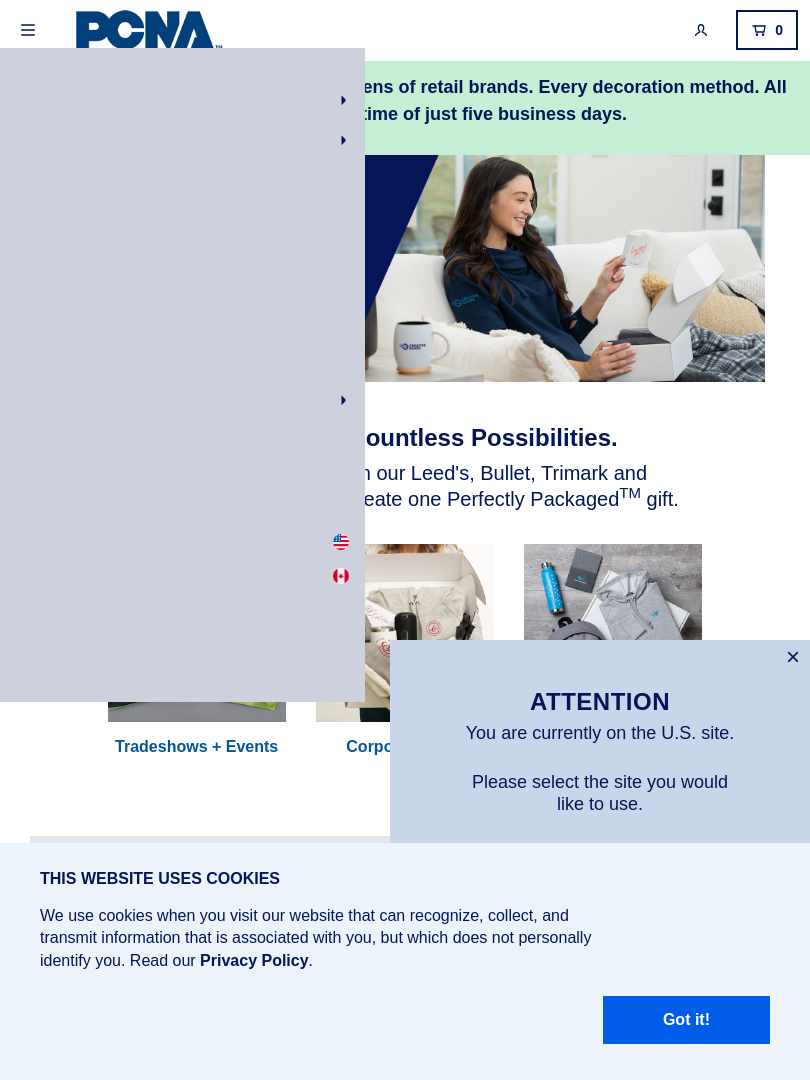 PCNA™
0
ens of retail brands. Every decoration method. All
time of just five business days.
ountless Possibilities.
n our Leed's, Bullet, Trimark and
eate one Perfectly Packaged™ gift.
Tradeshows + Events
Corpo
ATTENTION
You are currently on the U.S. site.
Please select the site you would
like to use.
THIS WEBSITE USES COOKIES
We use cookies when you visit our website that can recognize, collect, and
transmit information that is associated with you, but which does not personally
identify you. Read our Privacy Policy.
Got it!